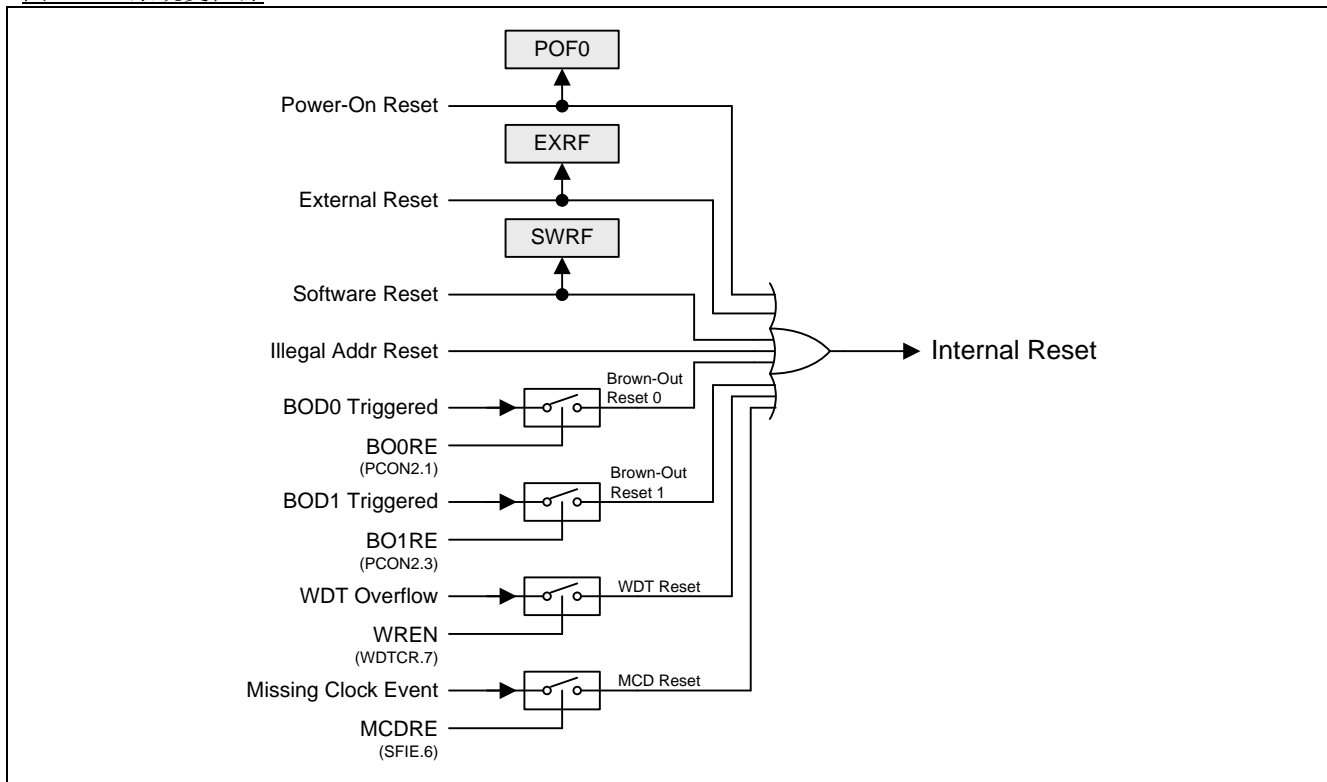 POF0
Power-On Reset
EXRF
External Reset
SWRF
Software Reset
Illegal Addr Reset
Internal Reset
BOD0 Triggered
Brown-Out
Reset 0
BO0RE
(PCON2.1)
BOD1 Triggered
Brown-Out
Reset 1
BO1RE
(PCON2.3)
WDT Overflow
WDT Reset
WREN
(WDTCR.7)
Missing Clock Event
MCD Reset
MCDRE
(SFIE.6)